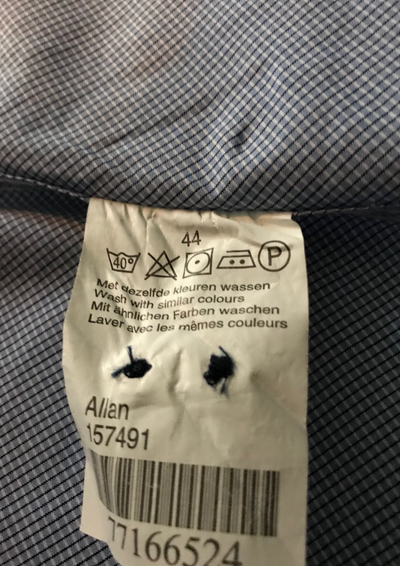 44
40°
P
Met dezelfde kleuren wassen
Wash with similar colours
Mit ähnlichen Farben waschen
Laver avec les mêmes couleurs
Allan
157491
77166524